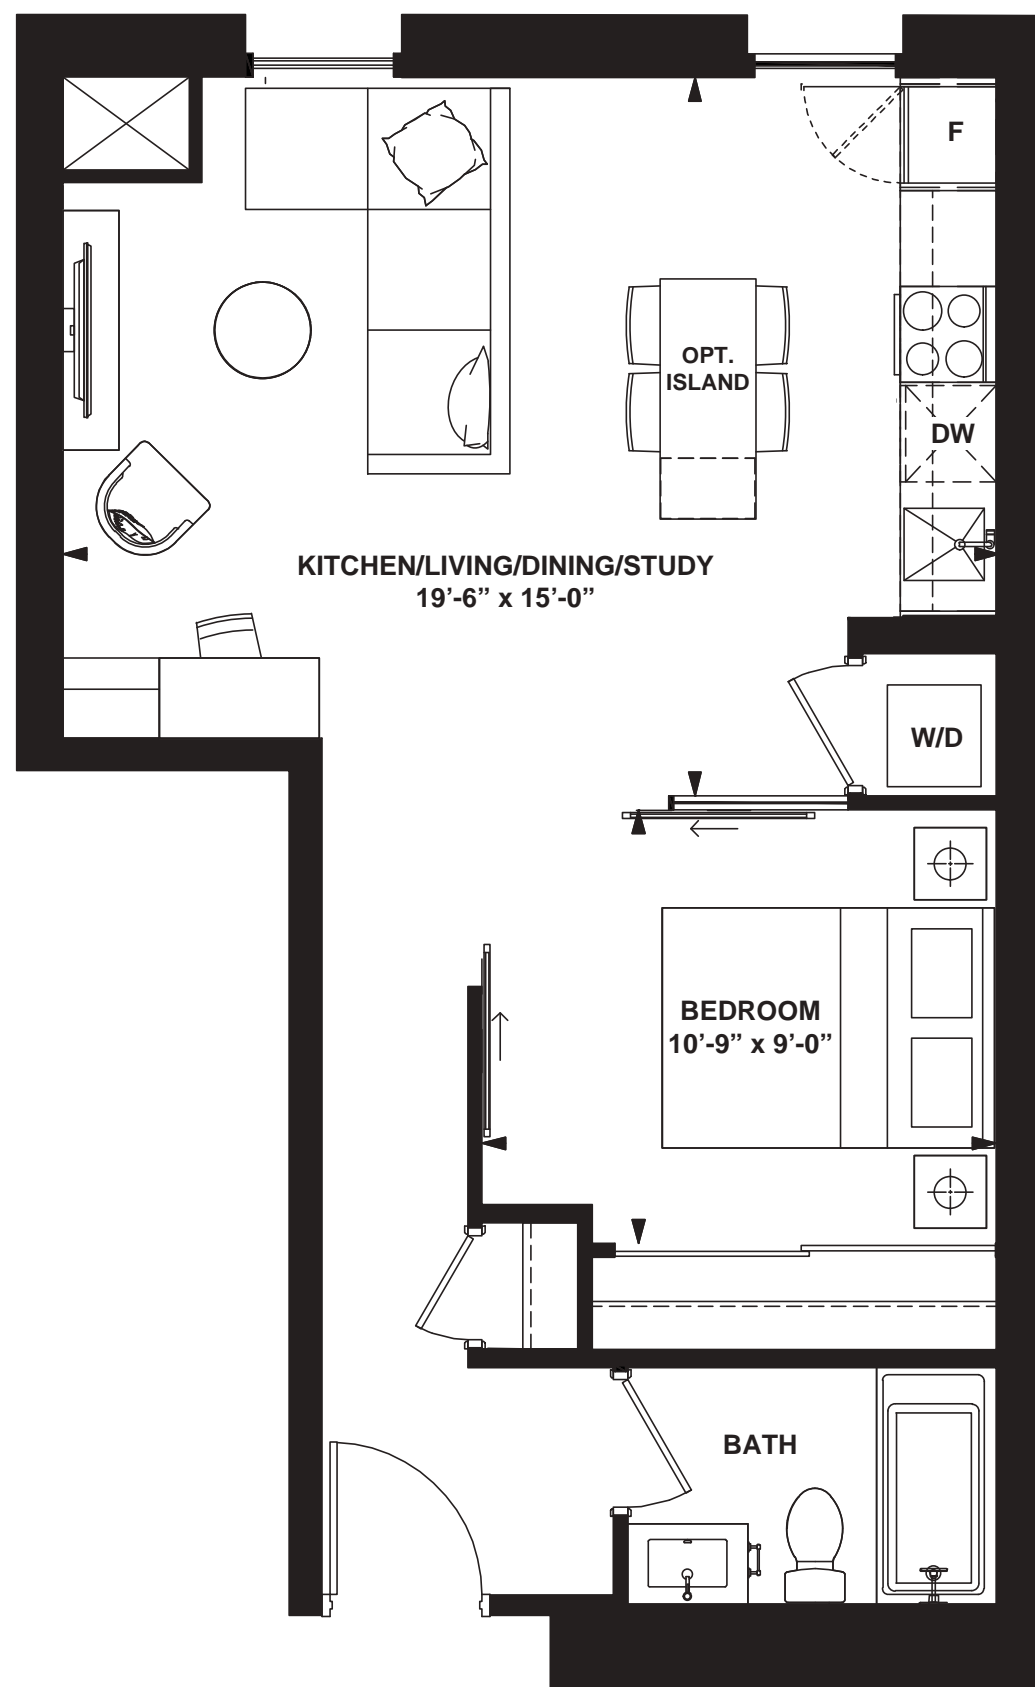 F
OPT.
ISLAND
DW
KITCHEN/LIVING/DINING/STUDY
19’-6” x 15’-0”
W/D
BEDROOM
10’-9” x 9’-0”
BATH